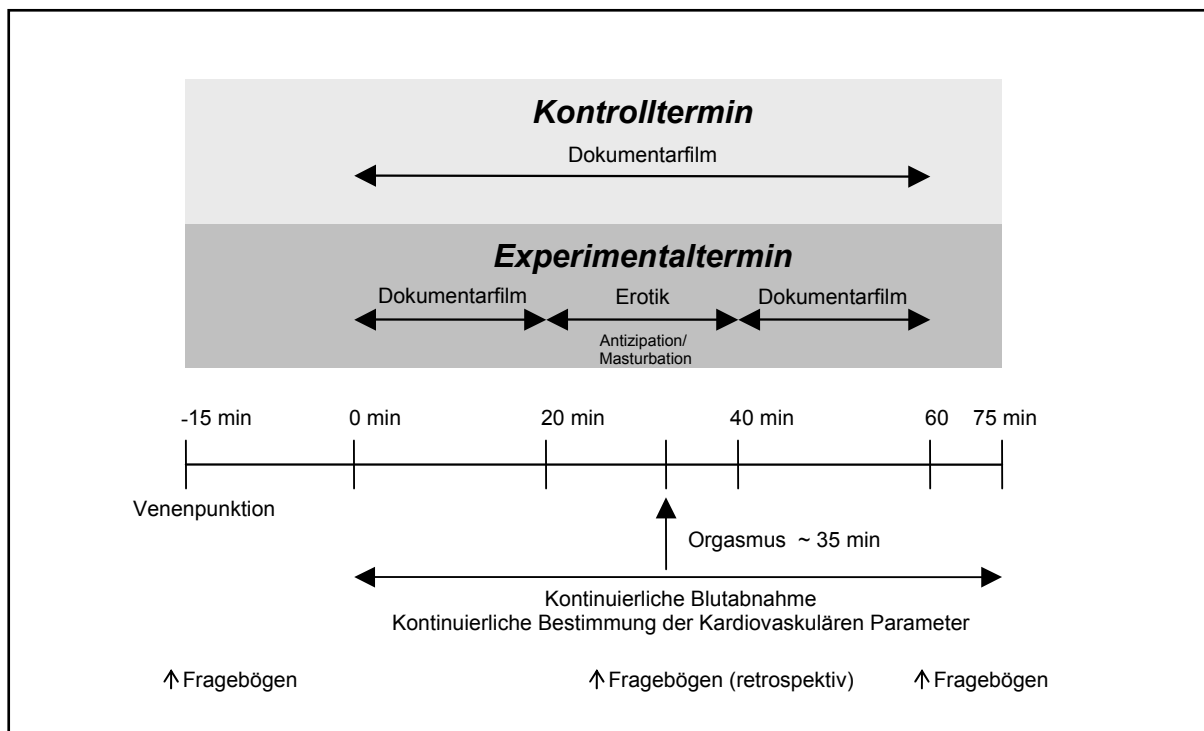 Kontrolltermin
Dokumentarfilm
Experimentaltermin
Dokumentarfilm Erotik Dokumentarfilm
Antizipation/
Masturbation
-15 min 0 min 20 min 40 min 60 75 min
Venenpunktion
Orgasmus ~ 35 min
Kontinuierliche Blutabnahme
Kontinuierliche Bestimmung der Kardiovaskulären Parameter
Fragebögen Fragebögen (retrospektiv) Fragebögen